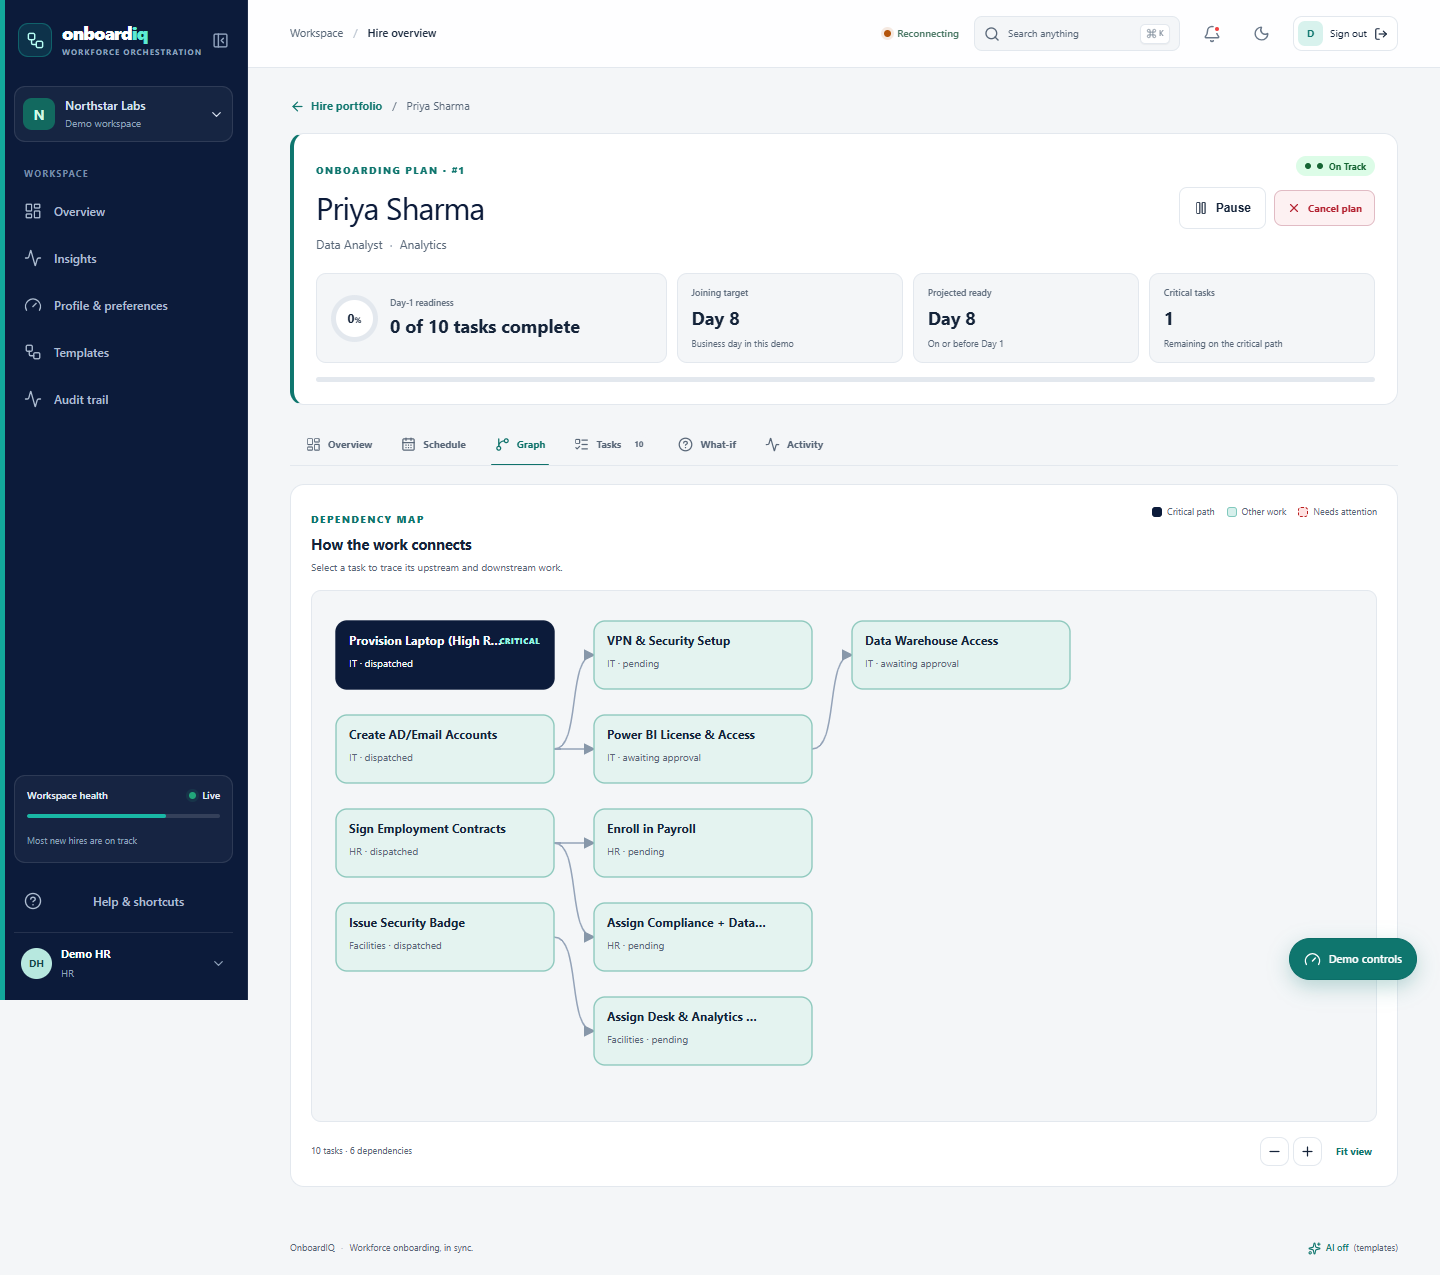 onboardiq
WORKFORCE ORCHESTRATION
N
Northstar Labs
Demo workspace
WORKSPACE
Overview
Insights
Profile & preferences
Templates
Audit trail
Workspace health
Live
Most new hires are on track
Help & shortcuts
DH
Demo HR
HR
Workspace / Hire overview
Reconnecting
Search anything
⌘ K
D
Sign out
Hire portfolio / Priya Sharma
ONBOARDING PLAN · #1
On Track
Priya Sharma
Pause
Cancel plan
Data Analyst · Analytics
0%
Day-1 readiness
0 of 10 tasks complete
Joining target
Day 8
Business day in this demo
Projected ready
Day 8
On or before Day 1
Critical tasks
1
Remaining on the critical path
Overview
Schedule
Graph
Tasks 10
What-if
Activity
DEPENDENCY MAP
Critical path
Other work
Needs attention
How the work connects
Select a task to trace its upstream and downstream work.
Provision Laptop (High R...
CRITICAL
IT · dispatched
VPN & Security Setup
IT · pending
Data Warehouse Access
IT · awaiting approval
Create AD/Email Accounts
IT · dispatched
Power BI License & Access
IT · awaiting approval
Sign Employment Contracts
HR · dispatched
Enroll in Payroll
HR · pending
Issue Security Badge
Facilities · dispatched
Assign Compliance + Data...
HR · pending
Assign Desk & Analytics ...
Facilities · pending
Demo controls
10 tasks · 6 dependencies
Fit view
OnboardIQ · Workforce onboarding, in sync.
AI off (templates)